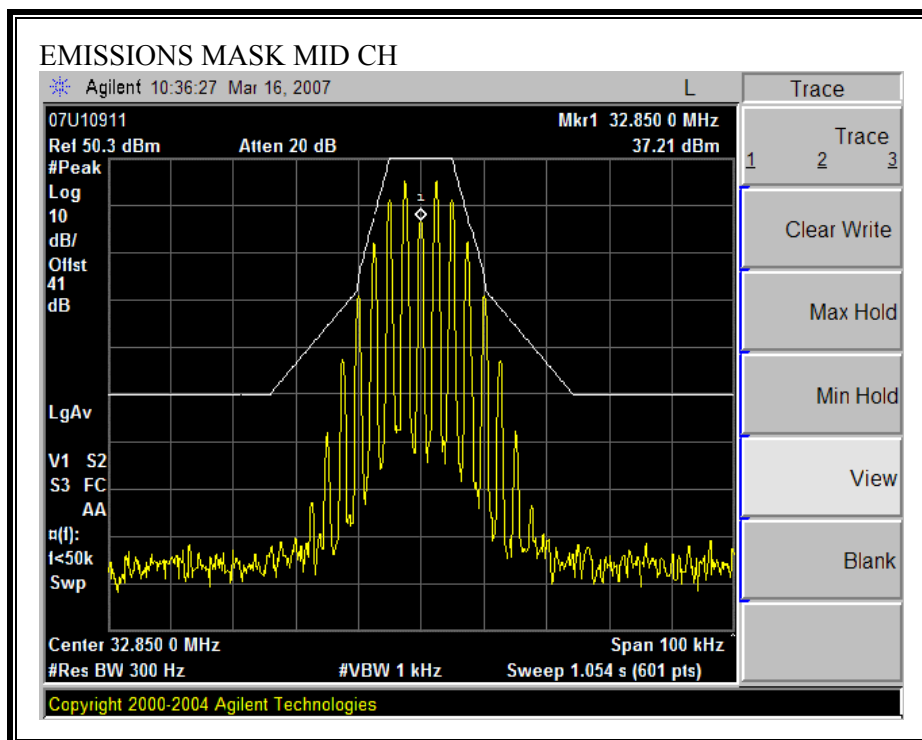 EMISSIONS MASK MID CH
Agilent 10:36:27 Mar 16, 2007 L
07U10911 Mkr1 32.850 0 MHz
Ref 50.3 dBm Atten 20 dB 37.21 dBm
#Peak
Log
10
dB/
Offst
41
dB
1
LgAv
V1 S2
S3 FC
AA
¤(f):
f<50k
Swp
Center 32.850 0 MHz Span 100 kHz
#Res BW 300 Hz #VBW 1 kHz Sweep 1.054 s (601 pts)
Copyright 2000-2004 Agilent Technologies
Trace
Trace
1 2 3
Clear Write
Max Hold
Min Hold
View
Blank